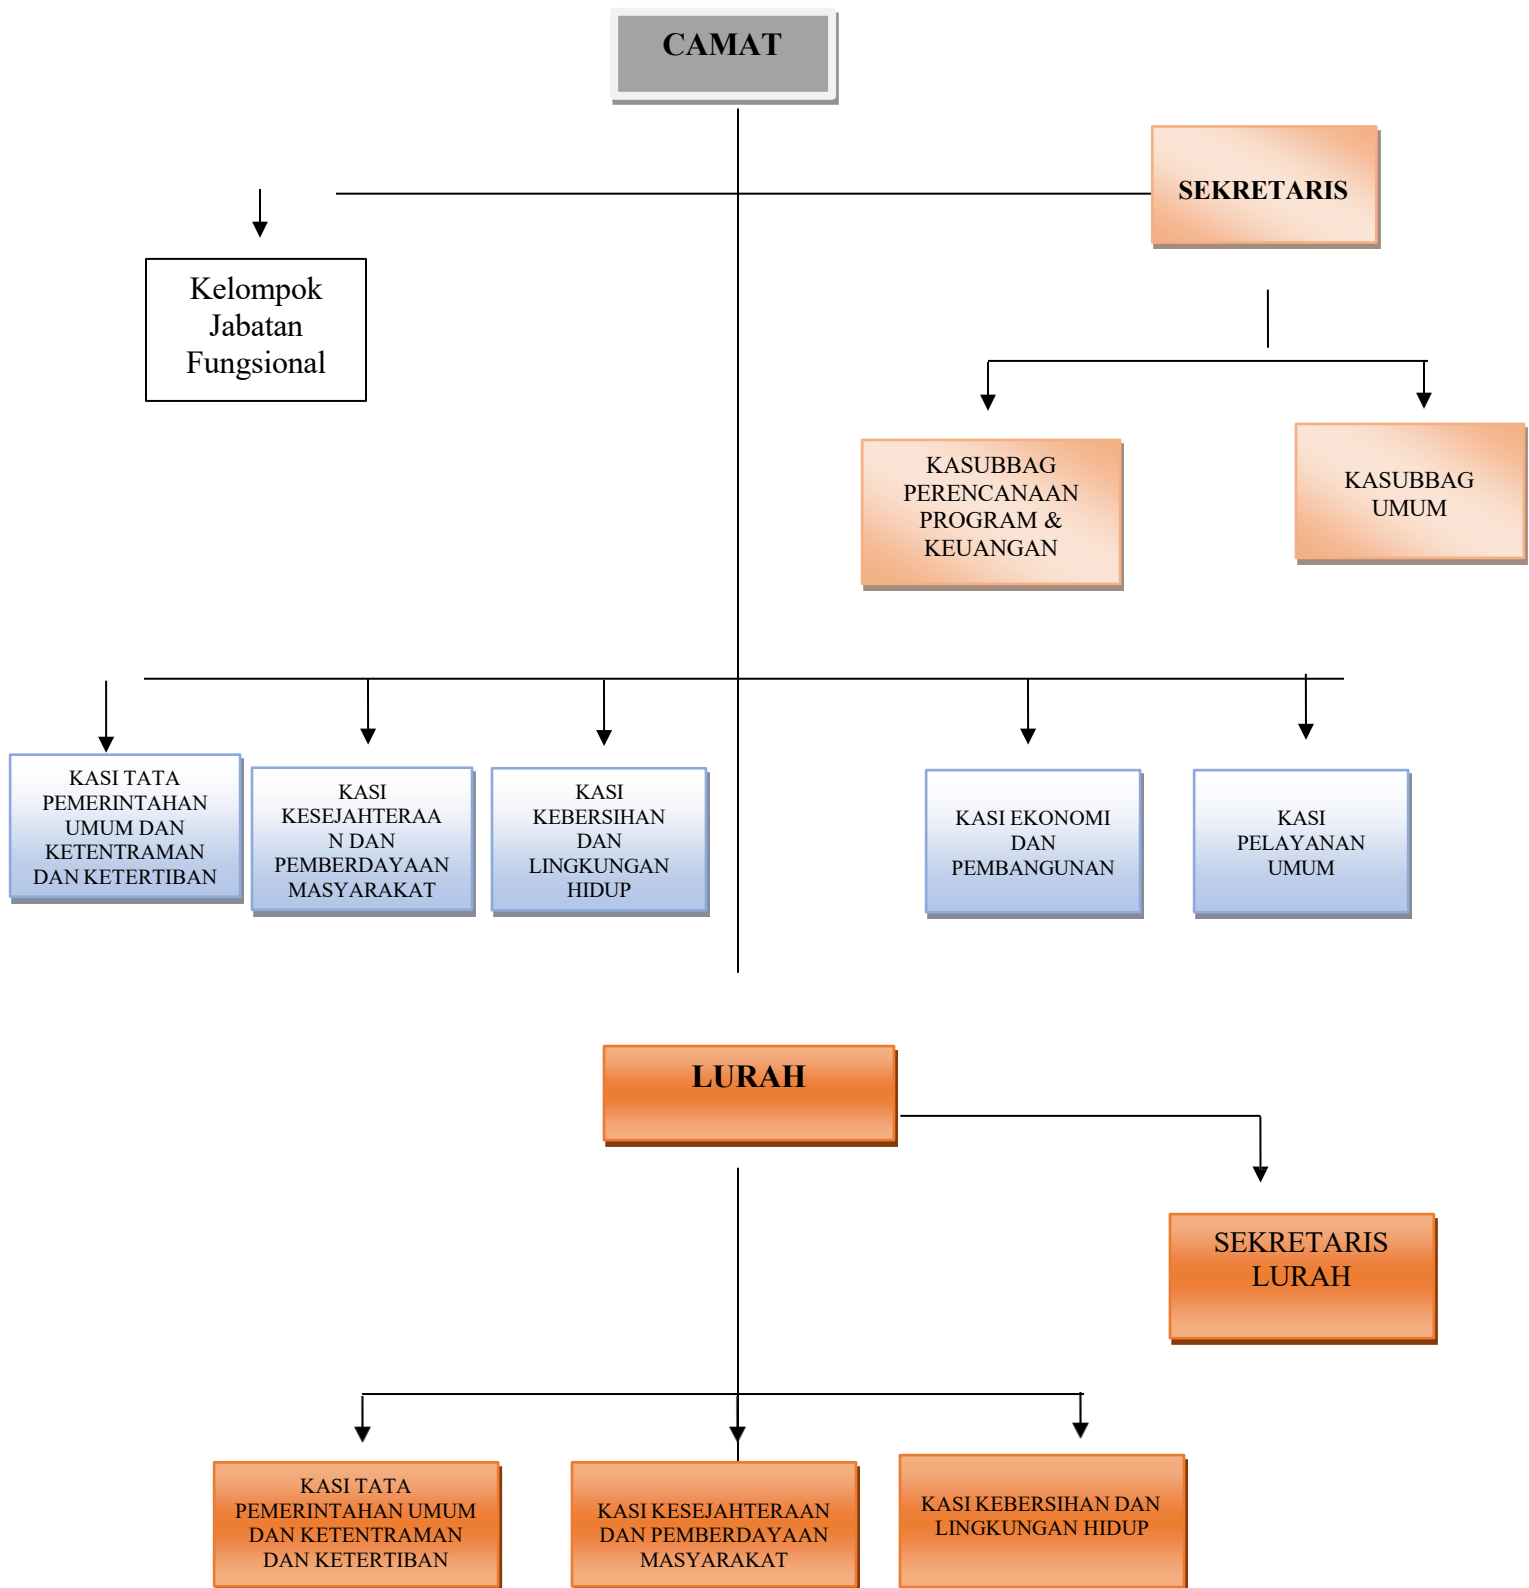 CAMAT
SEKRETARIS
Kelompok
Jabatan
Fungsional
KASUBBAG
PERENCANAAN
PROGRAM &
KEUANGAN
KASUBBAG
UMUM
KASI TATA
PEMERINTAHAN
UMUM DAN
KETENTRAMAN
DAN KETERTIBAN
KASI
KESEJAHTERAA
N DAN
PEMBERDAYAAN
MASYARAKAT
KASI
KEBERSIHAN
DAN
LINGKUNGAN
HIDUP
KASI EKONOMI
DAN
PEMBANGUNAN
KASI
PELAYANAN
UMUM
LURAH
SEKRETARIS
LURAH
KASI TATA
PEMERINTAHAN UMUM
DAN KETENTRAMAN
DAN KETERTIBAN
KASI KESEJAHTERAAN
DAN PEMBERDAYAAN
MASYARAKAT
KASI KEBERSIHAN DAN
LINGKUNGAN HIDUP